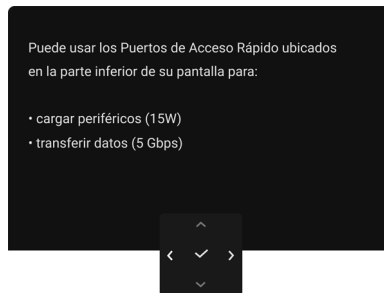 Puede usar los Puertos de Acceso Rápido ubicados
en la parte inferior de su pantalla para:
• cargar periféricos (15W)
• transferir datos (5 Gbps)